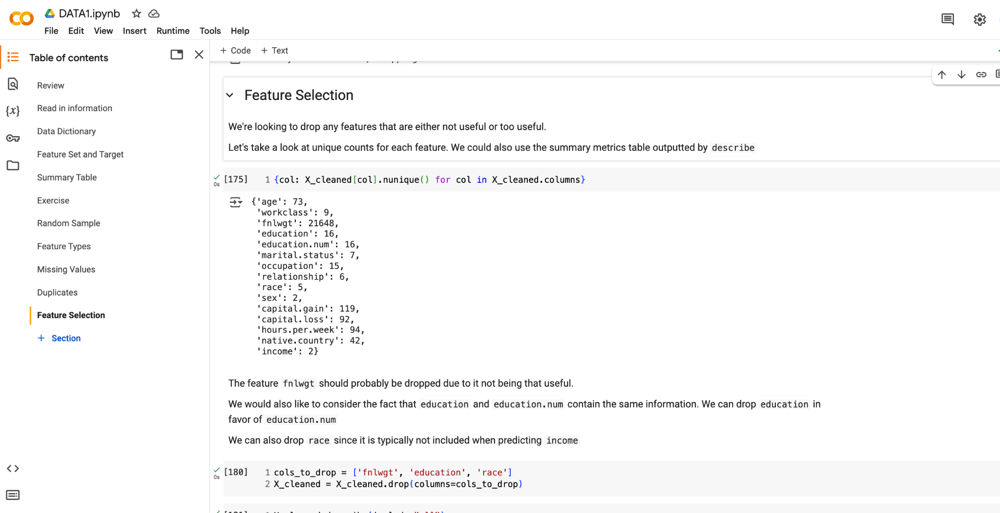 DATA1.ipynb
File Edit View Insert Runtime Tools Help
Table of contents
Review
Read in information
Data Dictionary
Feature Set and Target
Summary Table
Exercise
Random Sample
Feature Types
Missing Values
Duplicates
Feature Selection
+ Section
+ Code + Text
Feature Selection
We're looking to drop any features that are either not useful or too useful.
Let's take a look at unique counts for each feature. We could also use the summary metrics table outputted by describe
0s [175] 1 {col: X_cleaned[col].nunique() for col in X_cleaned.columns}
{'age': 73,
'workclass': 9,
'fnlwgt': 21648,
'education': 16,
'education.num': 16,
'marital.status': 7,
'occupation': 15,
'relationship': 6,
'race': 5,
'sex': 2,
'capital.gain': 119,
'capital.loss': 92,
'hours.per.week': 94,
'native.country': 42,
'income': 2}
The feature fnlwgt should probably be dropped due to it not being that useful.
We would also like to consider the fact that education and education.num contain the same information. We can drop education in
favor of education.num
We can also drop race since it is typically not included when predicting income
0s [180] 1 cols_to_drop = ['fnlwgt', 'education', 'race']
2 X_cleaned = X_cleaned.drop(columns=cols_to_drop)